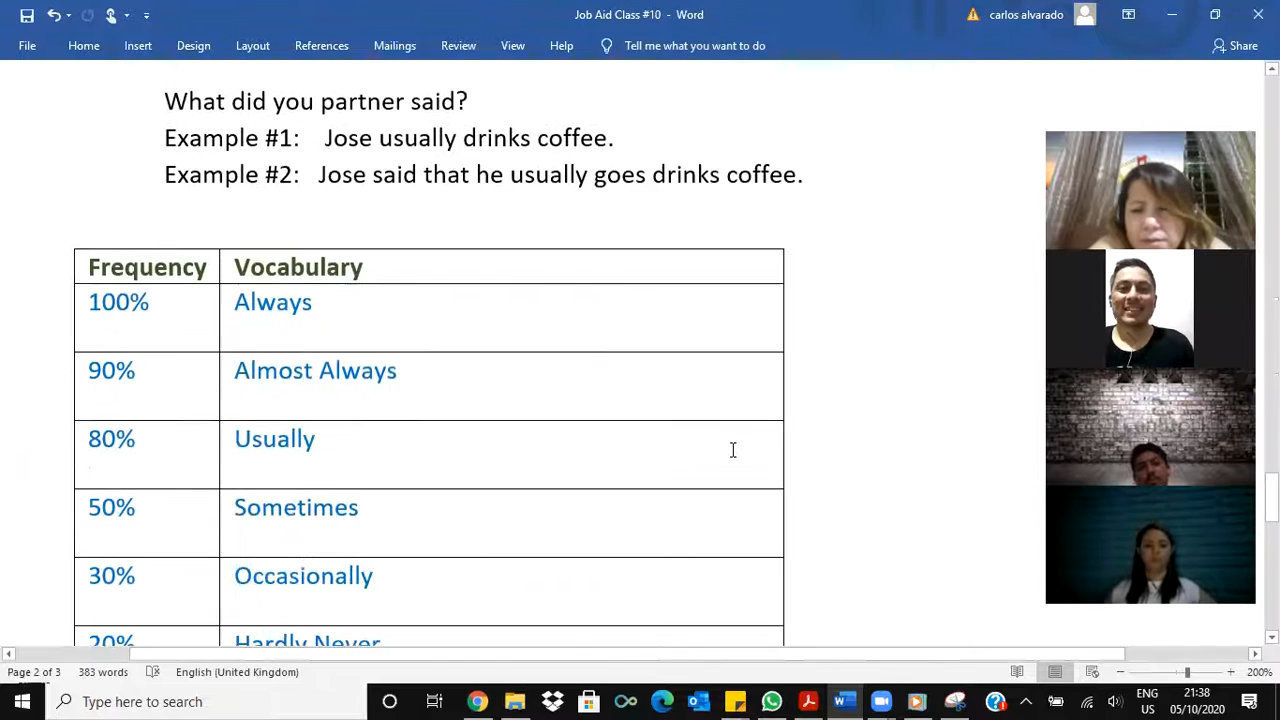 Job Aid Class #10 - Word
carlos alvarado
File Home Insert Design Layout References Mailings Review View Help Tell me what you want to do Share
What did you partner said?
Example #1: Jose usually drinks coffee.
Example #2: Jose said that he usually goes drinks coffee.
Frequency Vocabulary
100% Always
90% Almost Always
80% Usually
50% Sometimes
30% Occasionally
20% Hardly Never
Page 2 of 3 383 words English (United Kingdom) 200%
Type here to search
ENG 21:38
US 05/10/2020